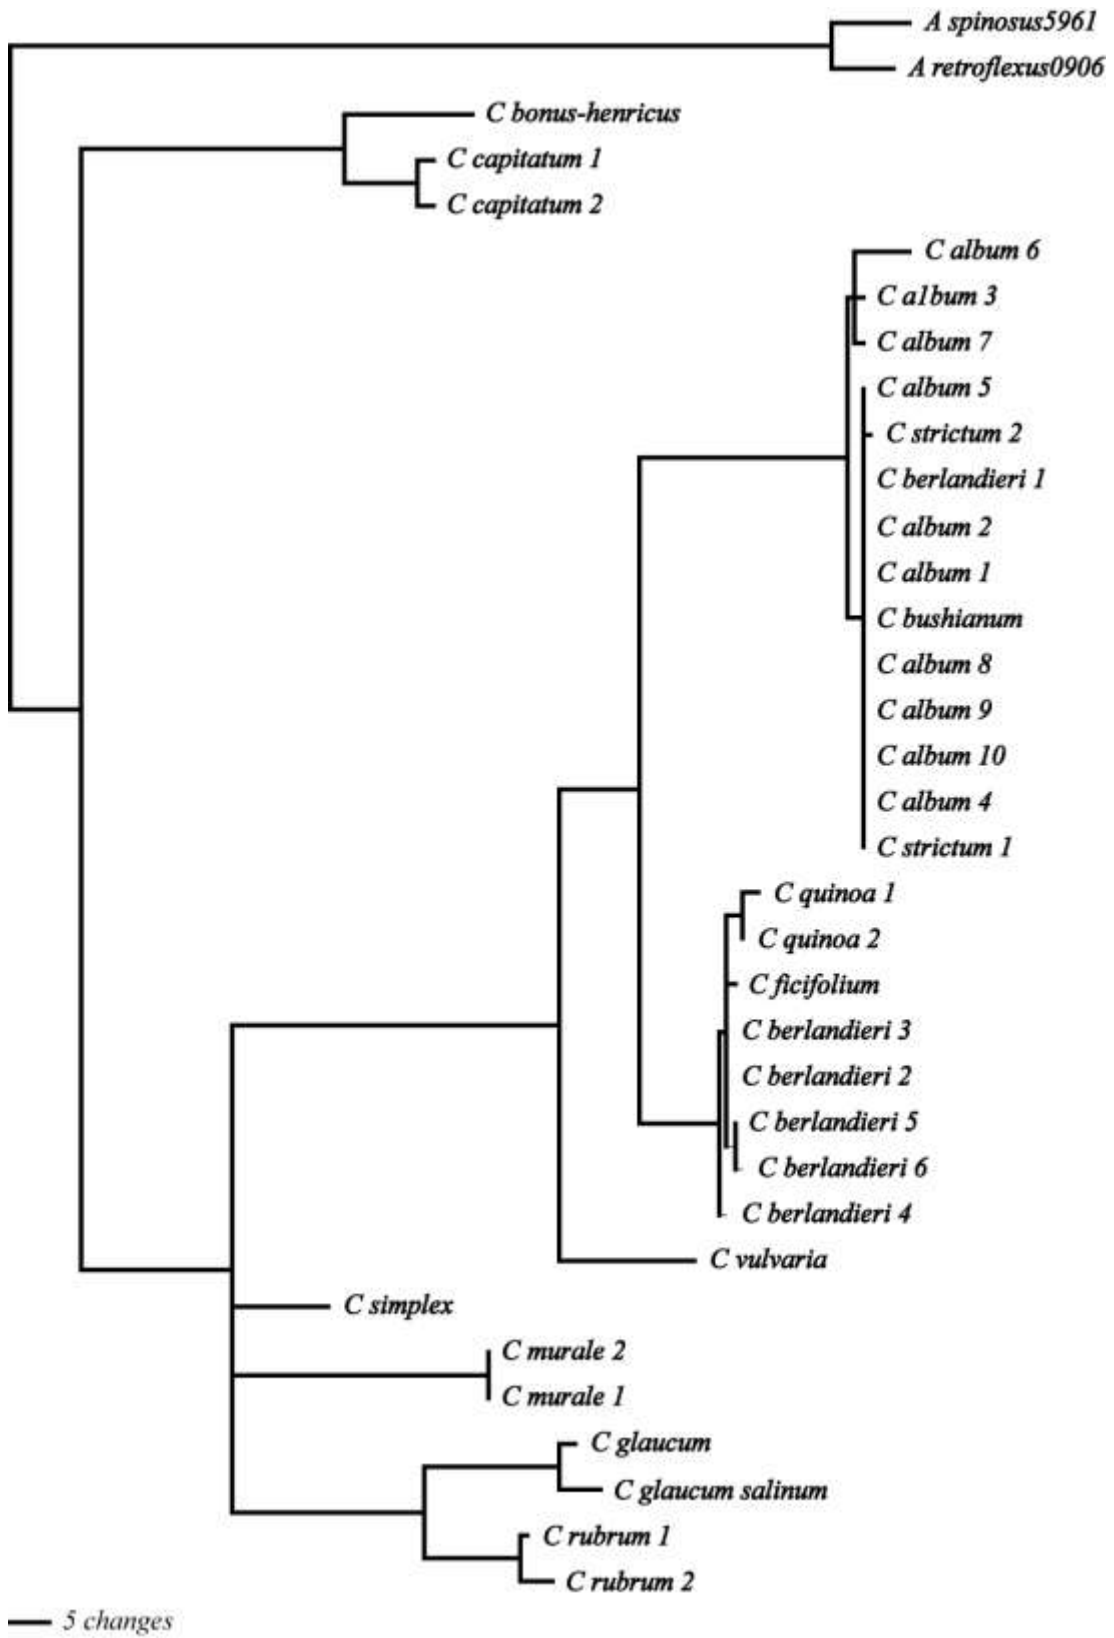 A spinosus5961
A retroflexus0906
C bonus-henricus
C capitatum 1
C capitatum 2
C album 6
C a1bum 3
C album 7
C album 5
C strictum 2
C berlandieri 1
C album 2
C album 1
C bushianum
C album 8
C album 9
C album 10
C album 4
C strictum 1
C quinoa 1
C quinoa 2
C ficifolium
C berlandieri 3
C berlandieri 2
C berlandieri 5
C berlandieri 6
C berlandieri 4
C vulvaria
C simplex
C murale 2
C murale 1
C glaucum
C glaucum salinum
C rubrum 1
C rubrum 2
5 changes